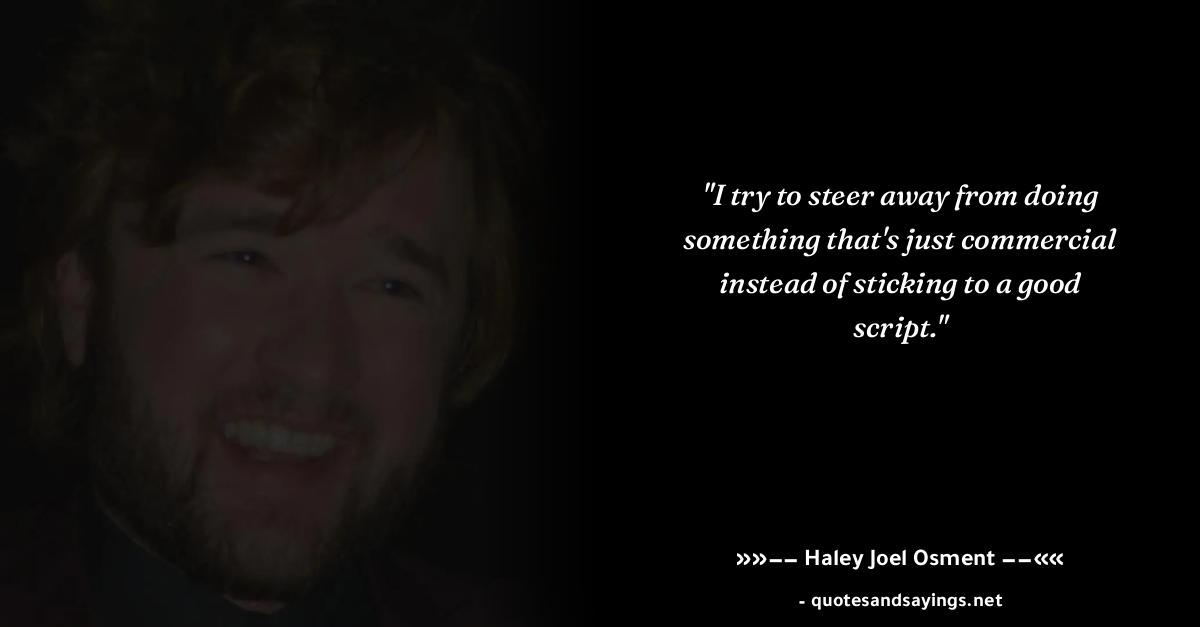 "I try to steer away from doing
something that's just commercial
instead of sticking to a good
script."
»»−− Haley Joel Osment −−««
- quotesandsayings.net